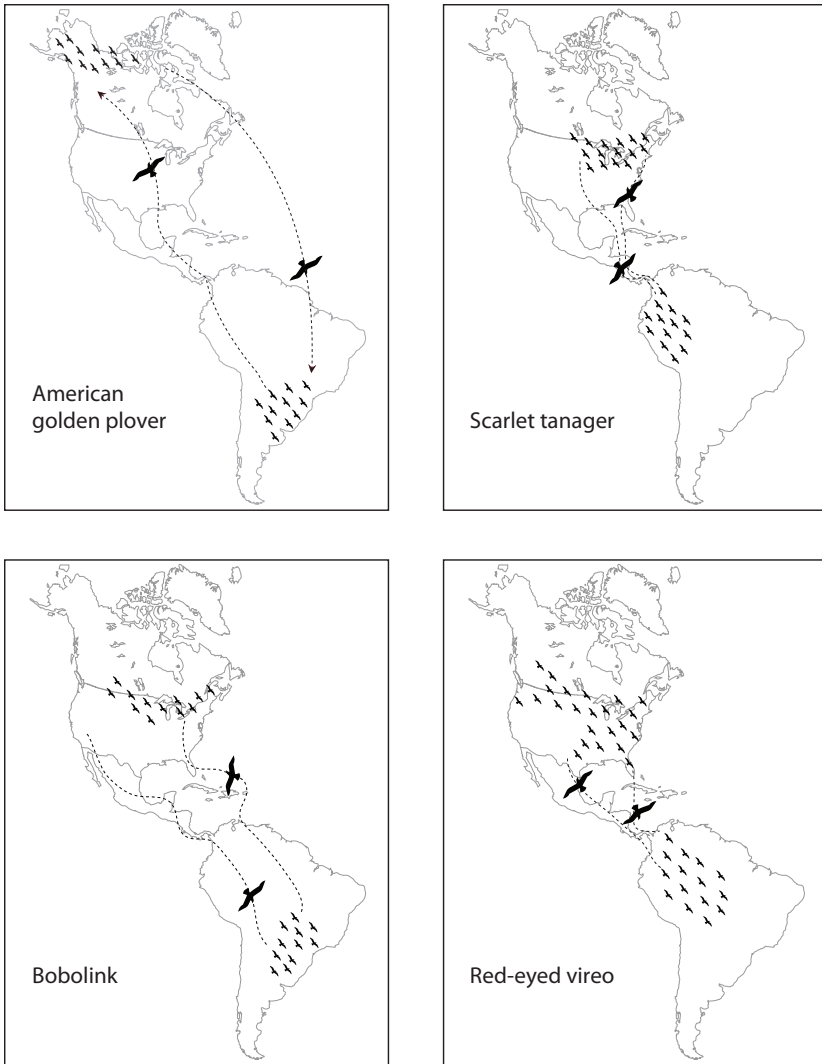 American
golden plover
Scarlet tanager
Bobolink
Red-eyed vireo